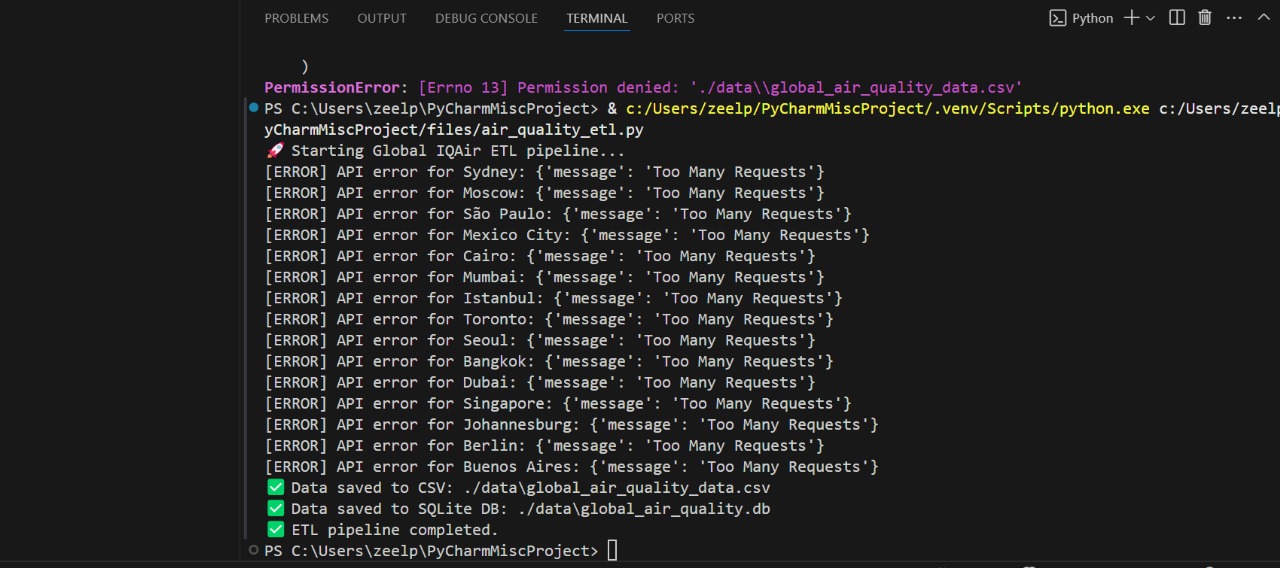 PROBLEMS OUTPUT DEBUG CONSOLE TERMINAL PORTS Python
)
PermissionError: [Errno 13] Permission denied: './data\\global_air_quality_data.csv'
PS C:\Users\zeelp\PyCharmMiscProject> & c:/Users/zeelp/PyCharmMiscProject/.venv/Scripts/python.exe c:/Users/zeelp
yCharmMiscProject/files/air_quality_etl.py
🚀 Starting Global IQAir ETL pipeline...
[ERROR] API error for Sydney: {'message': 'Too Many Requests'}
[ERROR] API error for Moscow: {'message': 'Too Many Requests'}
[ERROR] API error for São Paulo: {'message': 'Too Many Requests'}
[ERROR] API error for Mexico City: {'message': 'Too Many Requests'}
[ERROR] API error for Cairo: {'message': 'Too Many Requests'}
[ERROR] API error for Mumbai: {'message': 'Too Many Requests'}
[ERROR] API error for Istanbul: {'message': 'Too Many Requests'}
[ERROR] API error for Toronto: {'message': 'Too Many Requests'}
[ERROR] API error for Seoul: {'message': 'Too Many Requests'}
[ERROR] API error for Bangkok: {'message': 'Too Many Requests'}
[ERROR] API error for Dubai: {'message': 'Too Many Requests'}
[ERROR] API error for Singapore: {'message': 'Too Many Requests'}
[ERROR] API error for Johannesburg: {'message': 'Too Many Requests'}
[ERROR] API error for Berlin: {'message': 'Too Many Requests'}
[ERROR] API error for Buenos Aires: {'message': 'Too Many Requests'}
✅ Data saved to CSV: ./data\global_air_quality_data.csv
✅ Data saved to SQLite DB: ./data\global_air_quality.db
✅ ETL pipeline completed.
PS C:\Users\zeelp\PyCharmMiscProject>